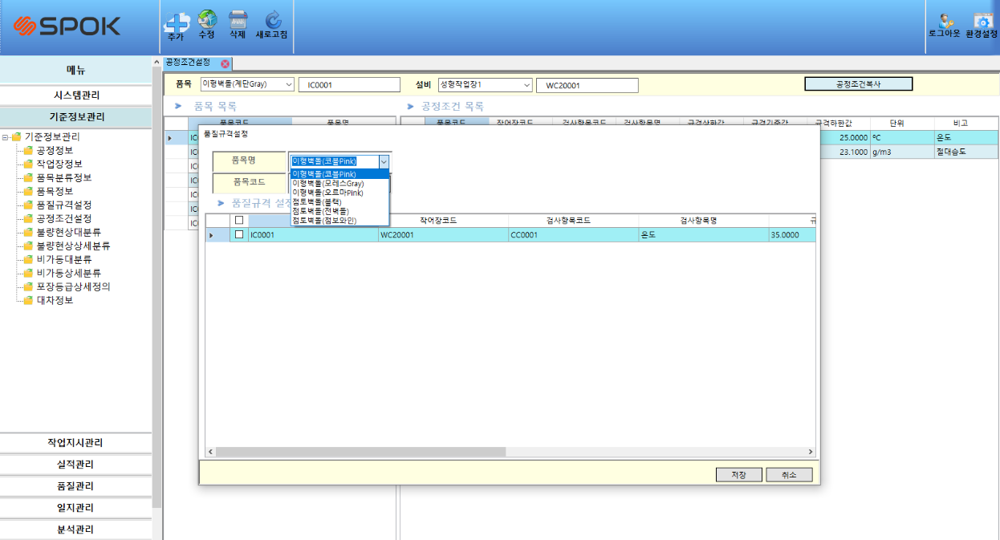 SPOK
추가 수정 삭제 새로고침 로그아웃 환경설정
메뉴
시스템관리
기준정보관리
기준정보관리
공정정보
작업장정보
품목분류정보
품목정보
품질규격설정
공정조건설정
불량현상대분류
불량현상상세분류
비가동대분류
비가동상세분류
포장등급상세정의
대차정보
작업지시관리
실적관리
품질관리
일지관리
분석관리
공정조건설정
품목 이형벽돌(계단Gray) IC0001 설비 성형작업장1 WC20001 공정조건복사
품목 목록 공정조건 목록
품목코드 품목명 품목코드 작어장코드 검사항목코드 검사항목명 규격상한값 규격기준값 규격하한값 단위 비고
IC 25.0000 ℃ 온도
IC 23.1000 g/m3 절대습도
IC
IC
IC
IC
IC
품질규격설정
품목명 이형벽돌(코블Pink)
이형벽돌(코블Pink)
품목코드 이형벽돌(모레스Gray)
이형벽돌(오르마Pink)
품질규격 설정 점토벽돌(블랙)
점토벽돌(전벽돌)
점토벽돌(점보와인)
작어장코드 검사항목코드 검사항목명 규
IC0001 WC20001 CC0001 온도 35.0000
저장 취소